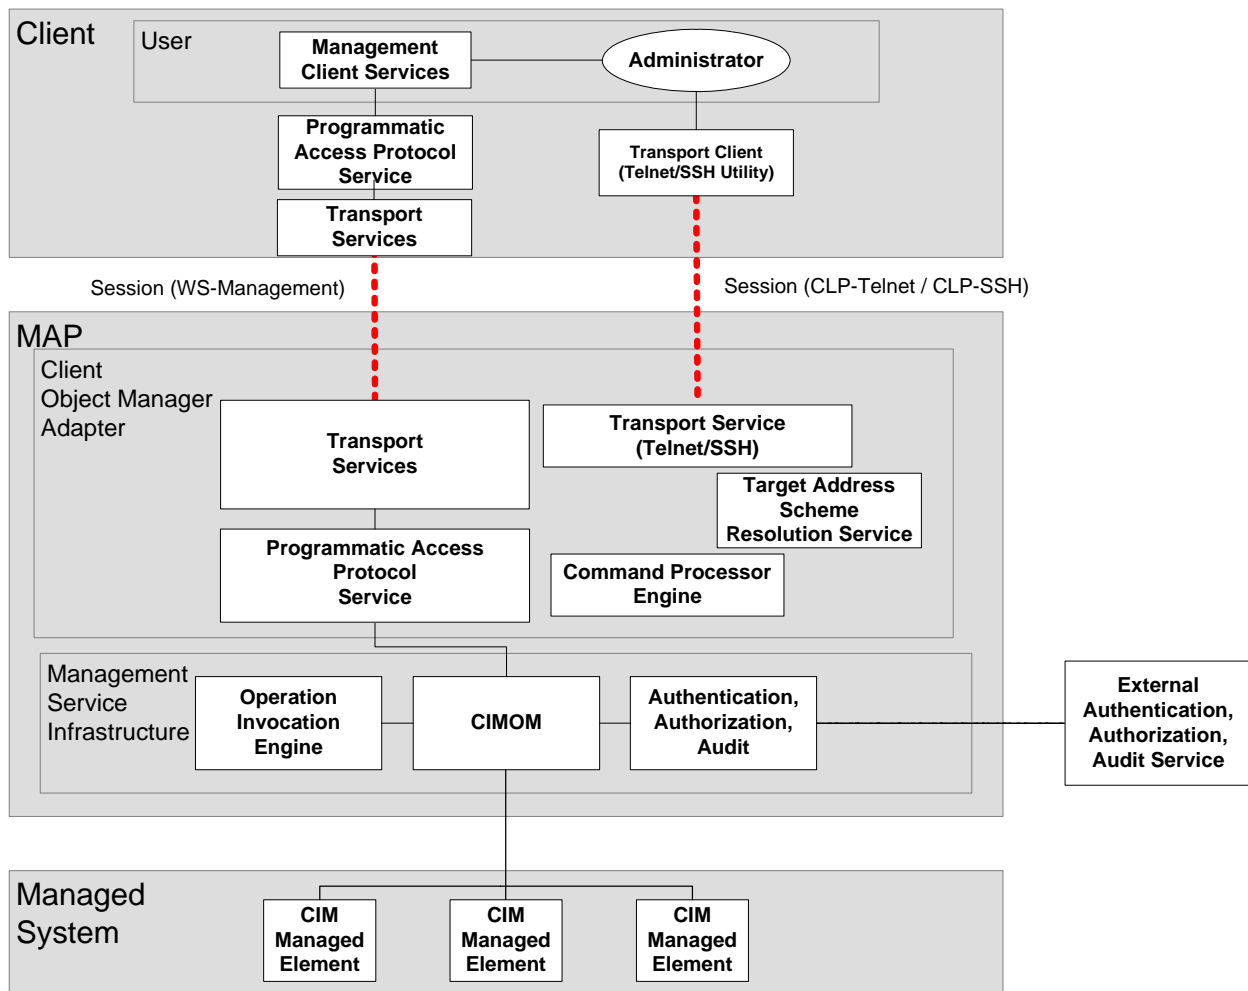 Client
User
Management
Client Services
Administrator
Programmatic
Access Protocol
Service
Transport Client
(Telnet/SSH Utility)
Transport
Services
Session (WS-Management)
Session (CLP-Telnet / CLP-SSH)
MAP
Client
Object Manager
Adapter
Transport
Services
Transport Service
(Telnet/SSH)
Target Address
Scheme
Resolution Service
Programmatic Access
Protocol
Service
Command Processor
Engine
Management
Service
Infrastructure
Operation
Invocation
Engine
CIMOM
Authentication,
Authorization,
Audit
External
Authentication,
Authorization,
Audit Service
Managed
System
CIM
Managed
Element
CIM
Managed
Element
CIM
Managed
Element